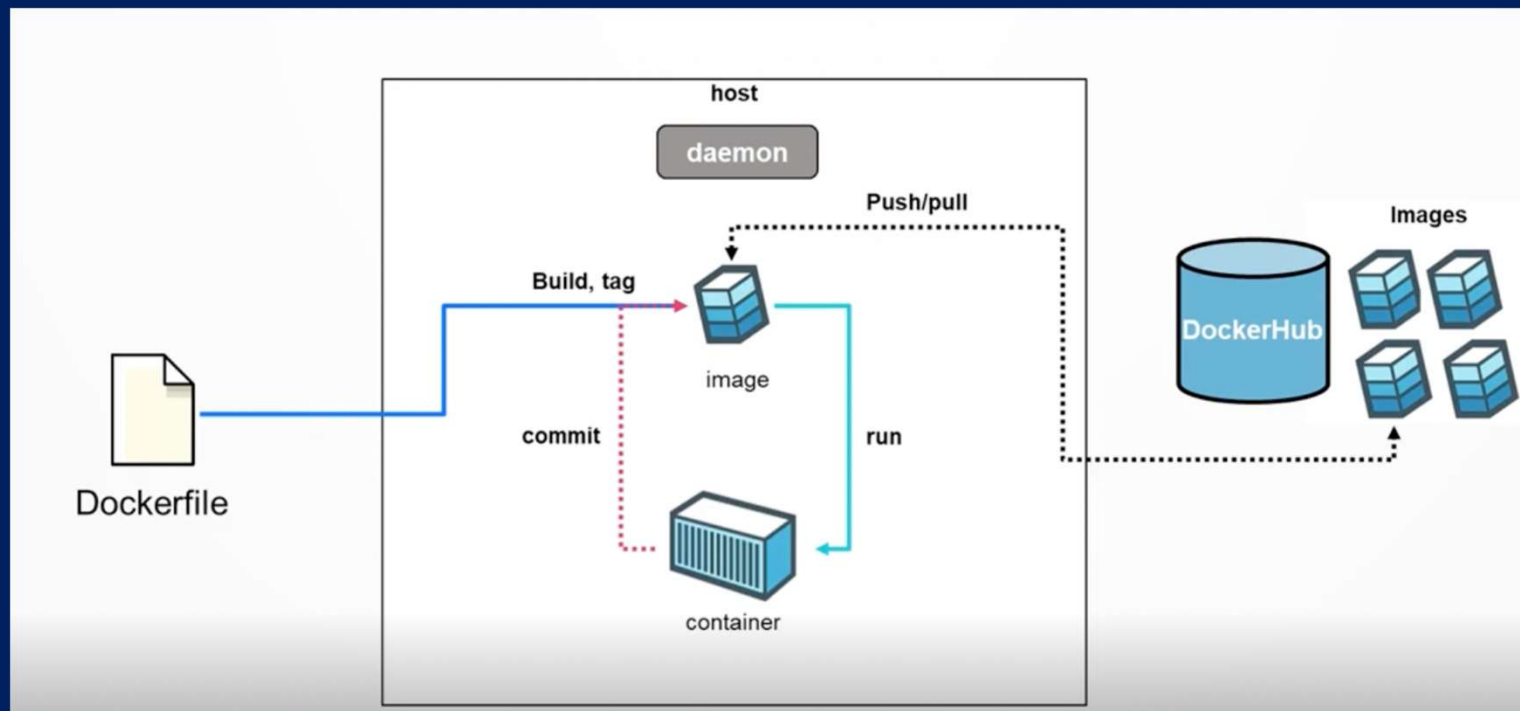 host
daemon
Push/pull
Images
Build, tag
DockerHub
image
commit
run
Dockerfile
container